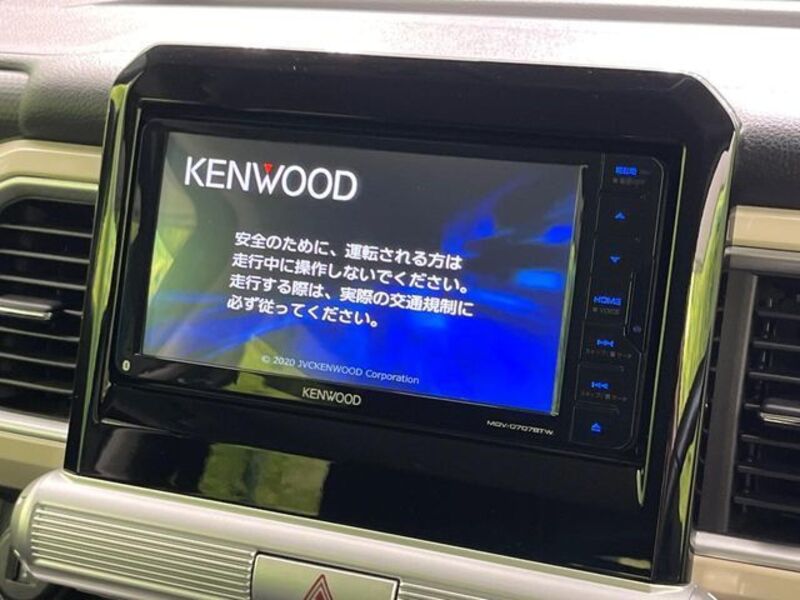 KENWOOD
安全のために、運転される方は
走行中に操作しないでください。
走行する際は、実際の交通規制に
必ず従ってください。
© 2020 JVCKENWOOD Corporation
KENWOOD
MDV-D707BTW
HOME